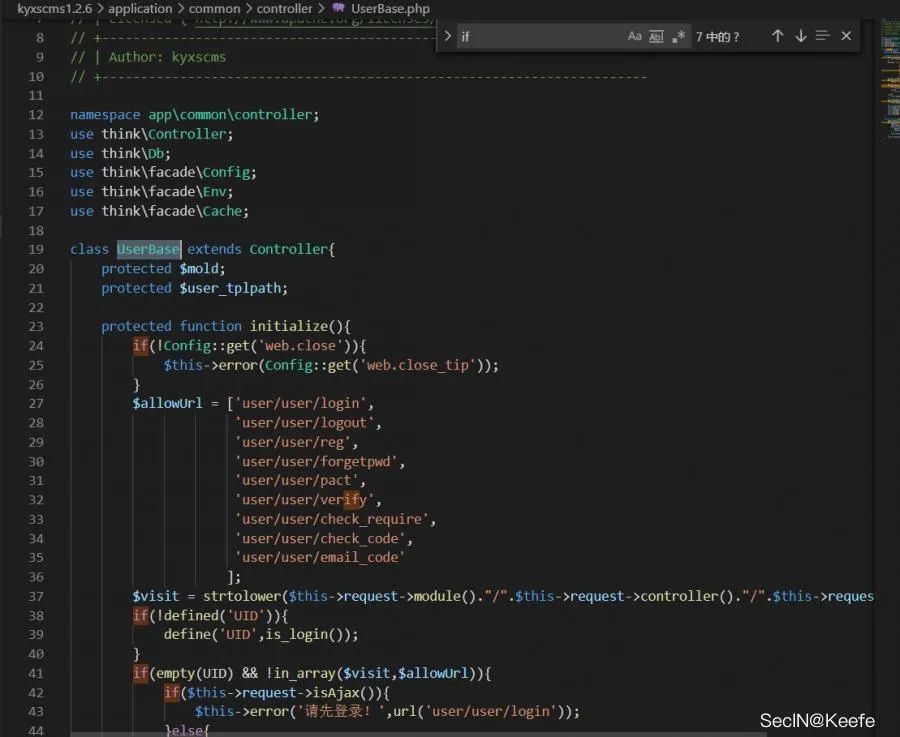 kyxscms1.2.6 > application > common > controller > UserBase.php
// | Licensed ( http://www.apache.org/licenses/
8 // +----------------------------------------------
9 // | Author: kyxscms
10 // +----------------------------------------------------------------------
if Aa Abl .* 7 中的 ?
11
12 namespace app\common\controller;
13 use think\Controller;
14 use think\Db;
15 use think\facade\Config;
16 use think\facade\Env;
17 use think\facade\Cache;
18
19 class UserBase extends Controller{
20 protected $mold;
21 protected $user_tplpath;
22
23 protected function initialize(){
24 if(!Config::get('web.close')){
25 $this->error(Config::get('web.close_tip'));
26 }
27 $allowUrl = ['user/user/login',
28 'user/user/logout',
29 'user/user/reg',
30 'user/user/forgetpwd',
31 'user/user/pact',
32 'user/user/verify',
33 'user/user/check_require',
34 'user/user/check_code',
35 'user/user/email_code'
36 ];
37 $visit = strtolower($this->request->module()."/".$this->request->controller()."/".$this->reques
38 if(!defined('UID')){
39 define('UID',is_login());
40 }
41 if(empty(UID) && !in_array($visit,$allowUrl)){
42 if($this->request->isAjax()){
43 $this->error('请先登录！',url('user/user/login'));
44 }else{
SecIN@Keefe